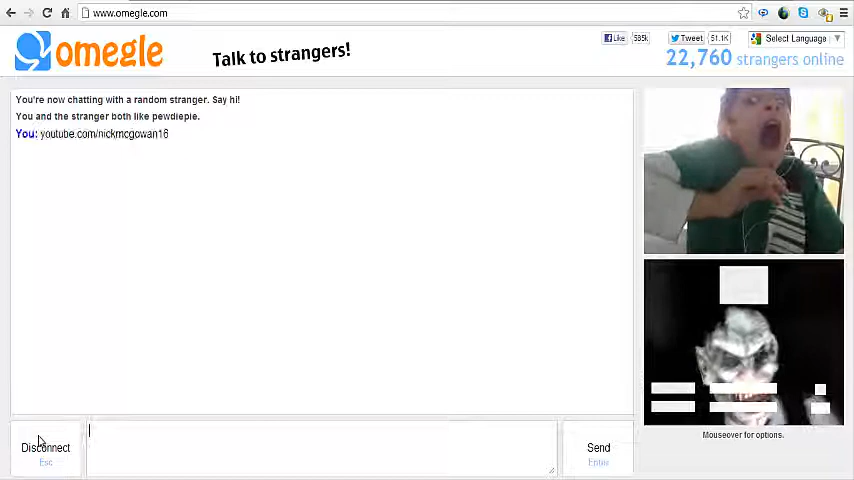 www.omegle.com
omegle
Talk to strangers!
Like 585k
Tweet 51.1K
Select Language
22,760 strangers online
You're now chatting with a random stranger. Say hi!
You and the stranger both like pewdiepie.
You: youtube.com/nickmcgowan16
Disconnect
Esc
Send
Enter
Mouseover for options.